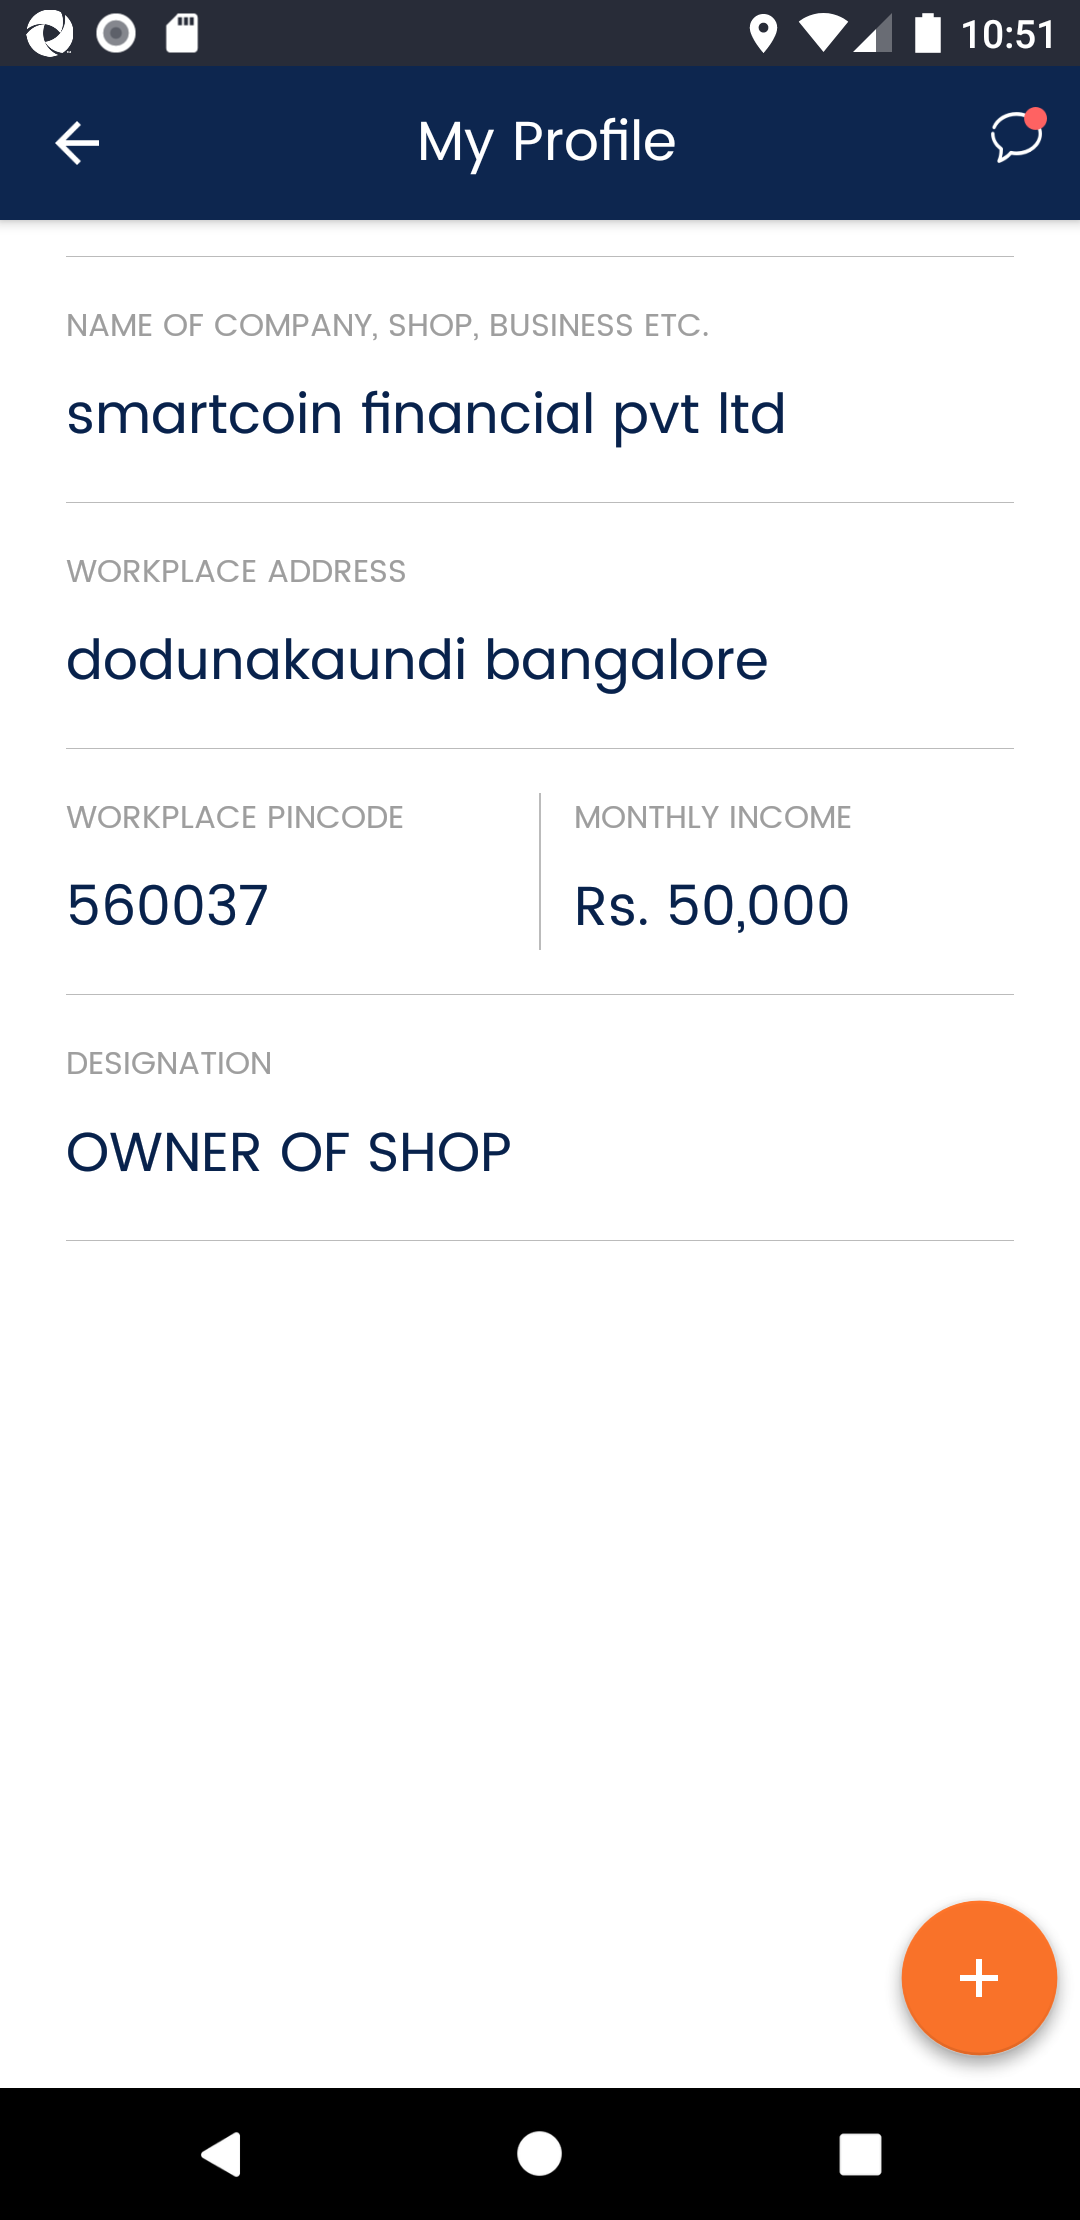 10:51
My Profile
NAME OF COMPANY, SHOP, BUSINESS ETC.
smartcoin financial pvt ltd
WORKPLACE ADDRESS
dodunakaundi bangalore
WORKPLACE PINCODE
560037
MONTHLY INCOME
Rs. 50,000
DESIGNATION
OWNER OF SHOP